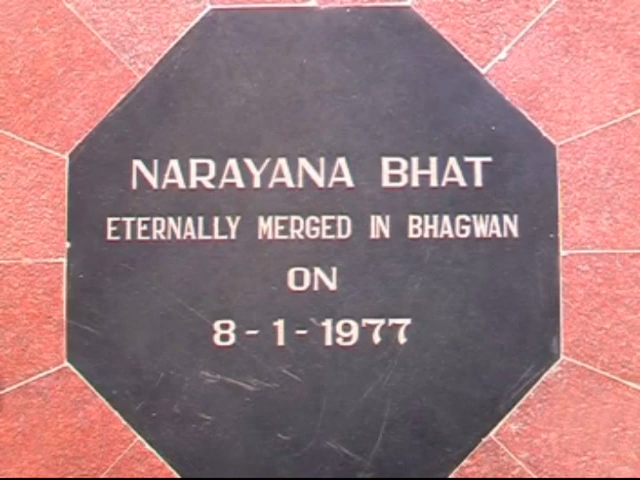 NARAYANA BHAT
ETERNALLY MERGED IN BHAGWAN
ON
8-1-1977